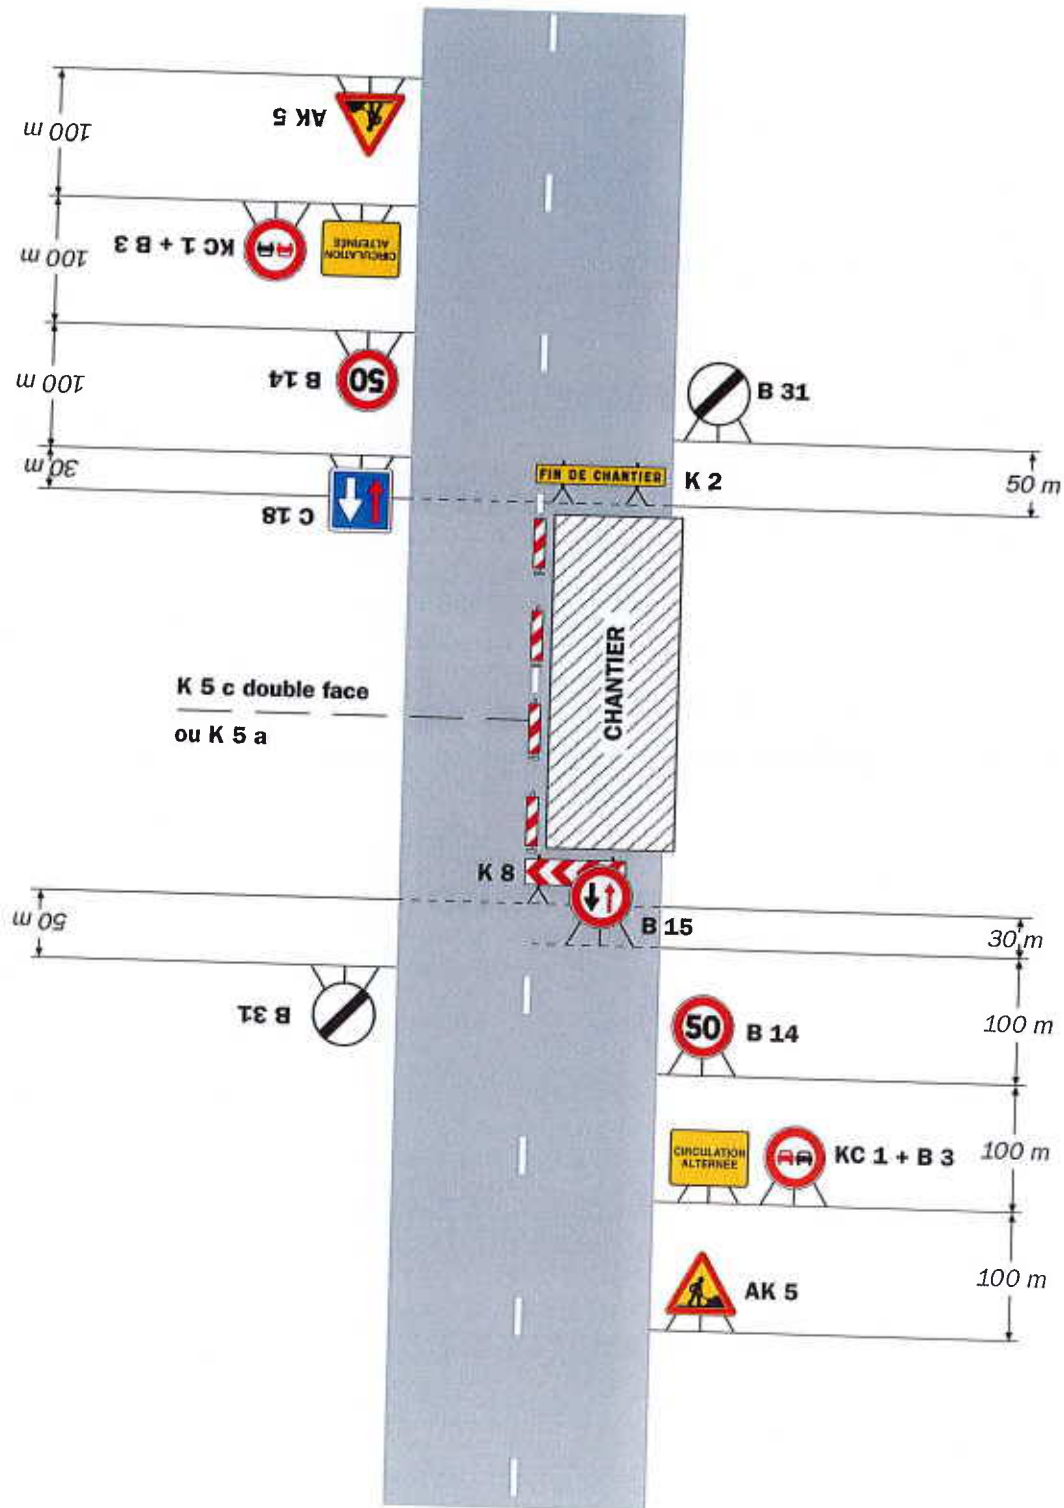 100 m
AK 5
100 m
KC 1 + B 3
CIRCULATION
ALTERNÉE
100 m
B 14
50
B 31
30 m
C 18
FIN DE CHANTIER
K 2
50 m
CHANTIER
K 5 c double face
ou K 5 a
K 8
B 15
50 m
30 m
B 31
50
B 14
100 m
CIRCULATION
ALTERNÉE
KC 1 + B 3
100 m
AK 5
100 m